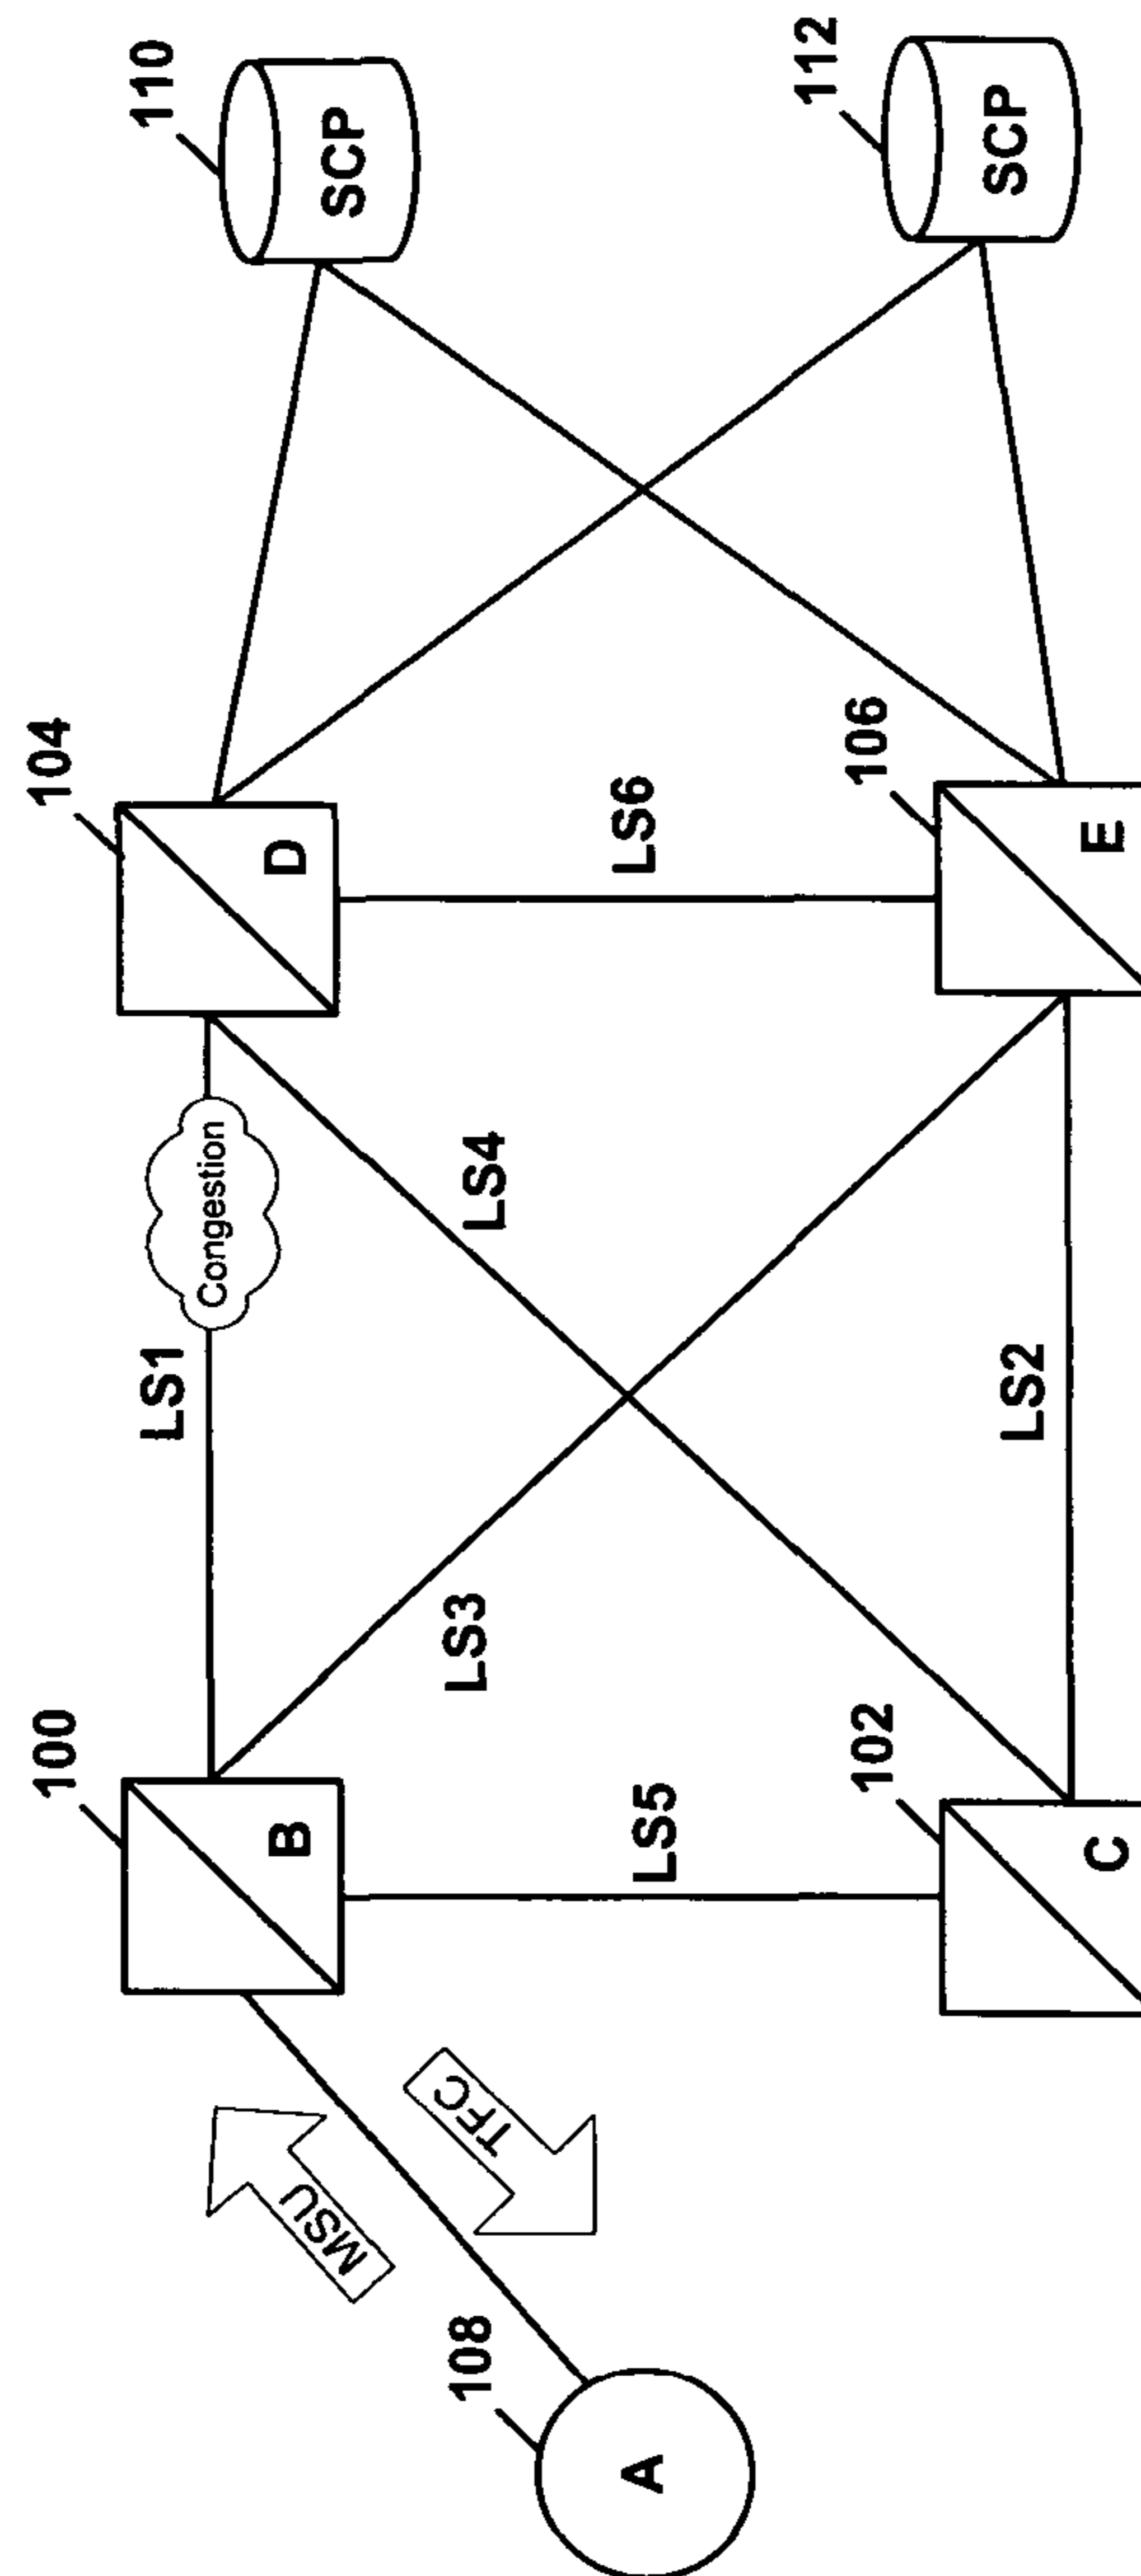 110
SCP
112
SCP
104
D
LS6
106
E
Congestion
LS1
LS4
LS3
LS2
100
B
LS5
102
C
MSU
TFC
108
A